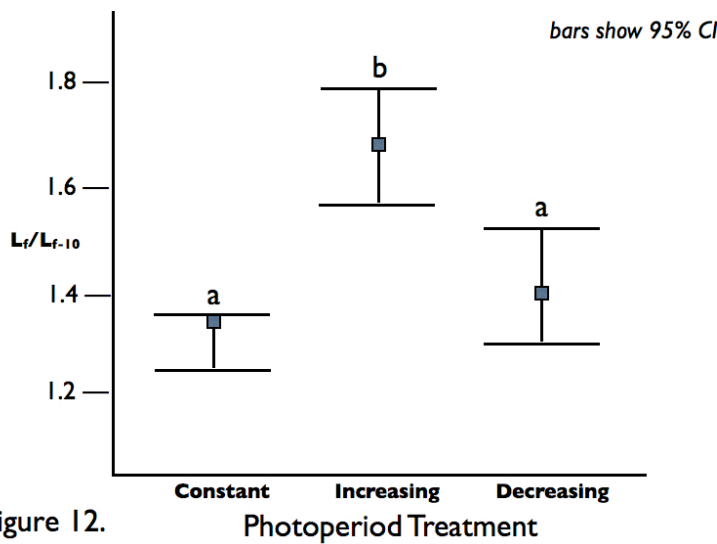 bars show 95% CI
b
1.8
1.6
a
Lf/Lf-10
1.4
a
1.2
Constant Increasing Decreasing
igure 12. Photoperiod Treatment